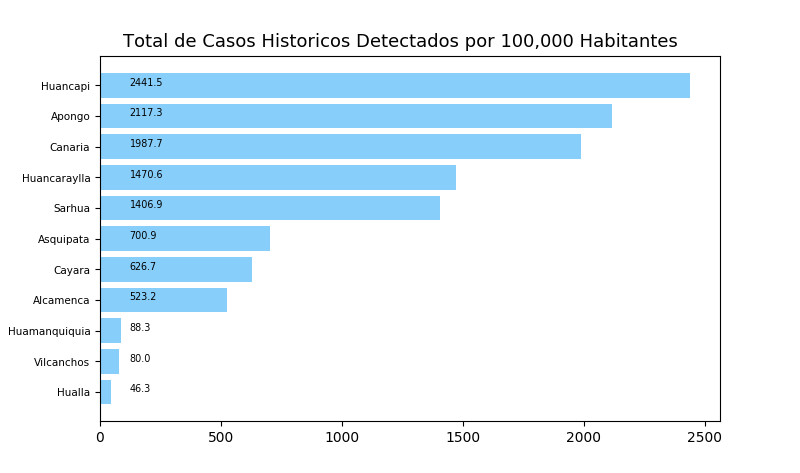 Total de Casos Historicos Detectados por 100,000 Habitantes
Huancapi 2441.5
Apongo 2117.3
Canaria 1987.7
Huancaraylla 1470.6
Sarhua 1406.9
Asquipata 700.9
Cayara 626.7
Alcamenca 523.2
Huamanquiquia 88.3
Vilcanchos 80.0
Hualla 46.3
0 500 1000 1500 2000 2500